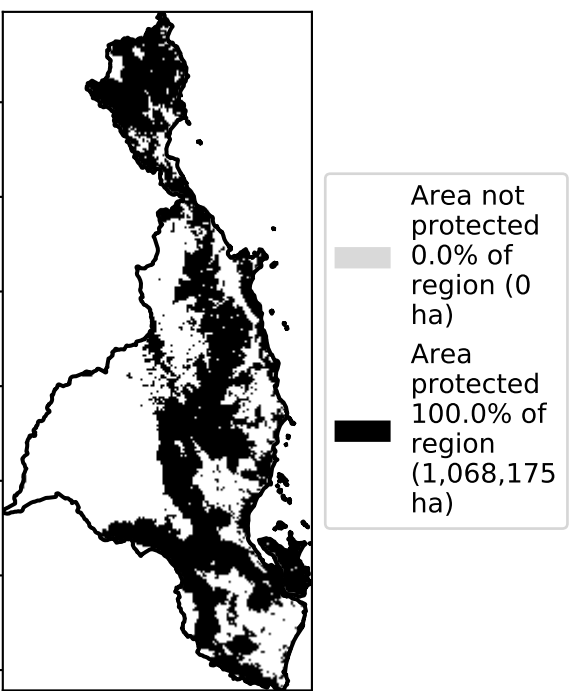 Area not
protected
0.0% of
region (0
ha)
Area
protected
100.0% of
region
(1,068,175
ha)